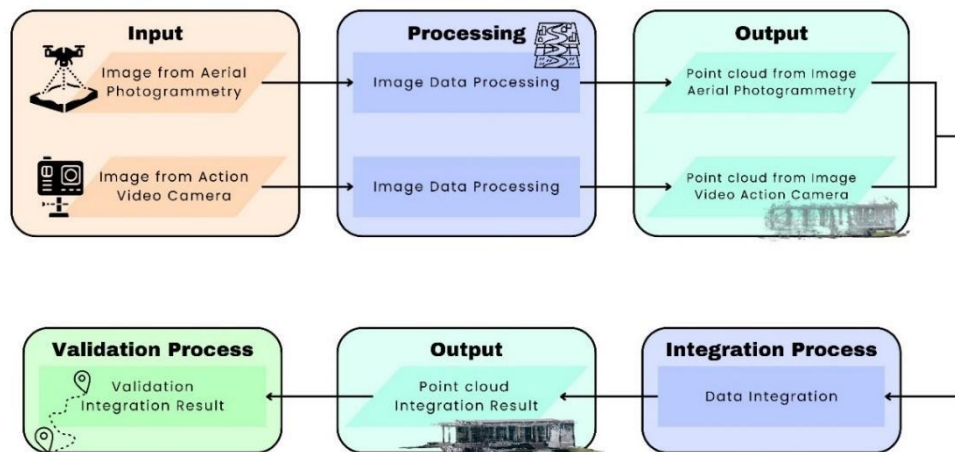 Input
Image from Aerial
Photogrammetry
Image from Action
Video Camera
Processing
Image Data Processing
Image Data Processing
Output
Point cloud from Image
Aerial Photogrammetry
Point cloud from Image
Video Action Camera
Integration Process
Data Integration
Output
Point cloud
Integration Result
Validation Process
Validation
Integration Result